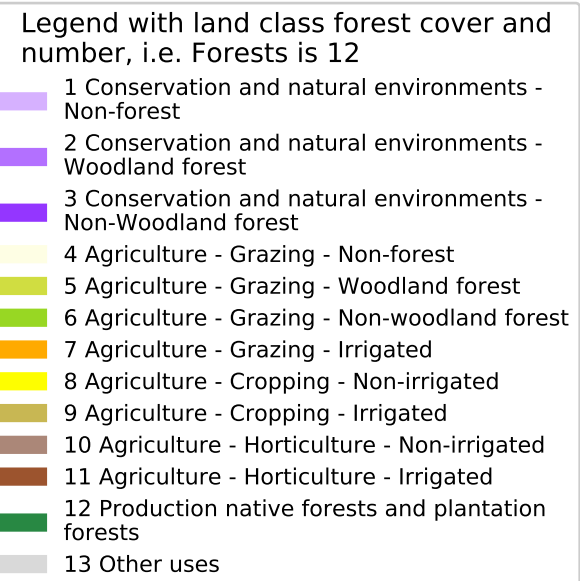 Legend with land class forest cover and
number, i.e. Forests is 12
1 Conservation and natural environments -
Non-forest
2 Conservation and natural environments -
Woodland forest
3 Conservation and natural environments -
Non-Woodland forest
4 Agriculture - Grazing - Non-forest
5 Agriculture - Grazing - Woodland forest
6 Agriculture - Grazing - Non-woodland forest
7 Agriculture - Grazing - Irrigated
8 Agriculture - Cropping - Non-irrigated
9 Agriculture - Cropping - Irrigated
10 Agriculture - Horticulture - Non-irrigated
11 Agriculture - Horticulture - Irrigated
12 Production native forests and plantation
forests
13 Other uses